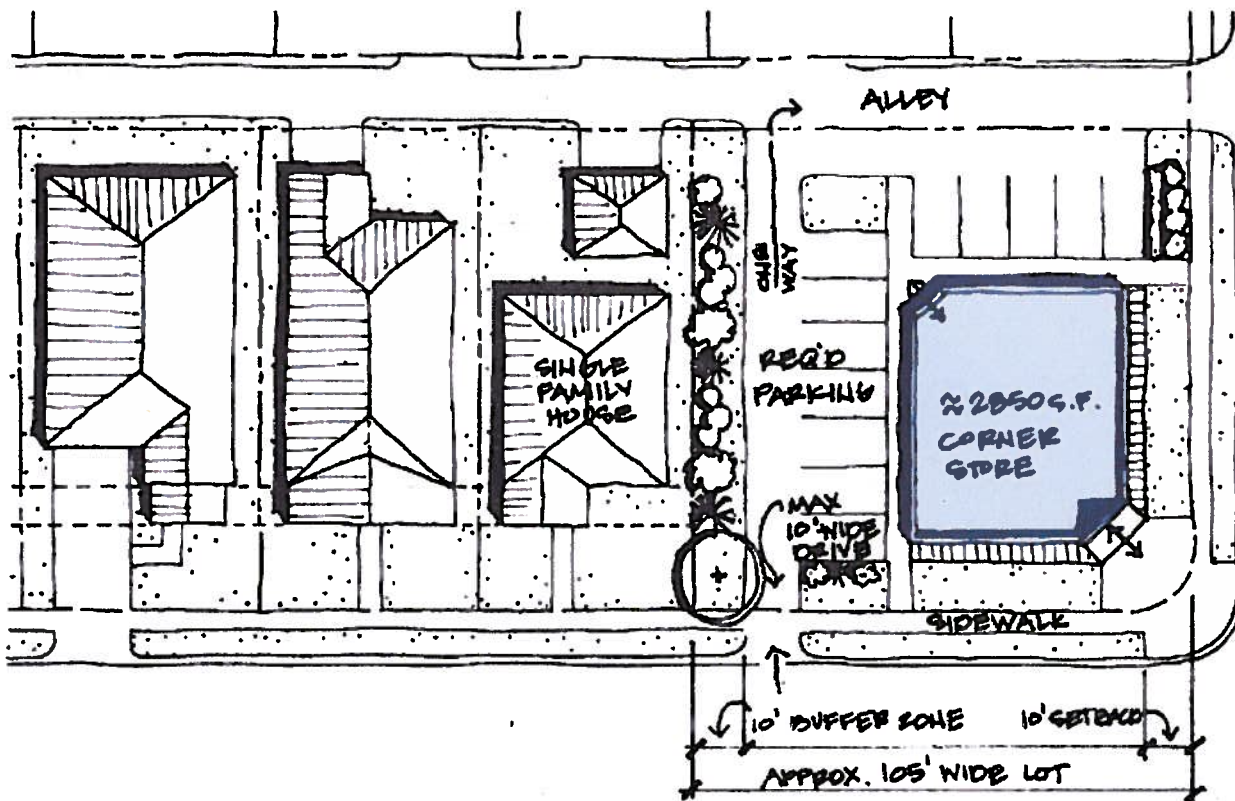 ALLEY
ONE
WAY
SINGLE
FAMILY
HOUSE
REQ'D
PARKING
≈ 2850 S.F.
CORNER
STORE
MAX
10' WIDE
DRIVE
SIDEWALK
10' BUFFER ZONE
10' SETBACK
APPROX. 105' WIDE LOT